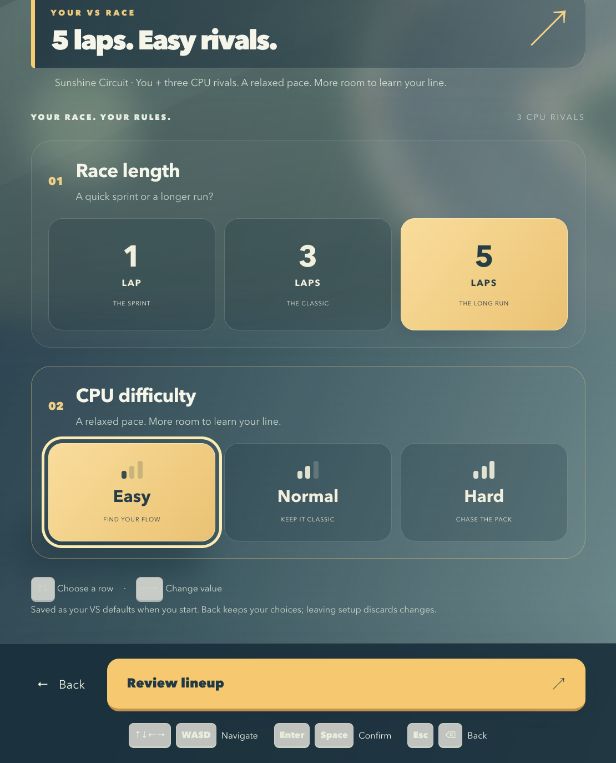 YOUR VS RACE
5 laps. Easy rivals.
Sunshine Circuit · You + three CPU rivals. A relaxed pace. More room to learn your line.
YOUR RACE. YOUR RULES.
3 CPU RIVALS
01 Race length
A quick sprint or a longer run?
1 3 5
LAP LAPS LAPS
THE SPRINT THE CLASSIC THE LONG RUN
02 CPU difficulty
A relaxed pace. More room to learn your line.
Easy Normal Hard
FIND YOUR FLOW KEEP IT CLASSIC CHASE THE PACK
Choose a row · Change value
Saved as your VS defaults when you start. Back keeps your choices; leaving setup discards changes.
← Back Review lineup ↗
↑↓←→ WASD Navigate Enter Space Confirm Esc ⌫ Back